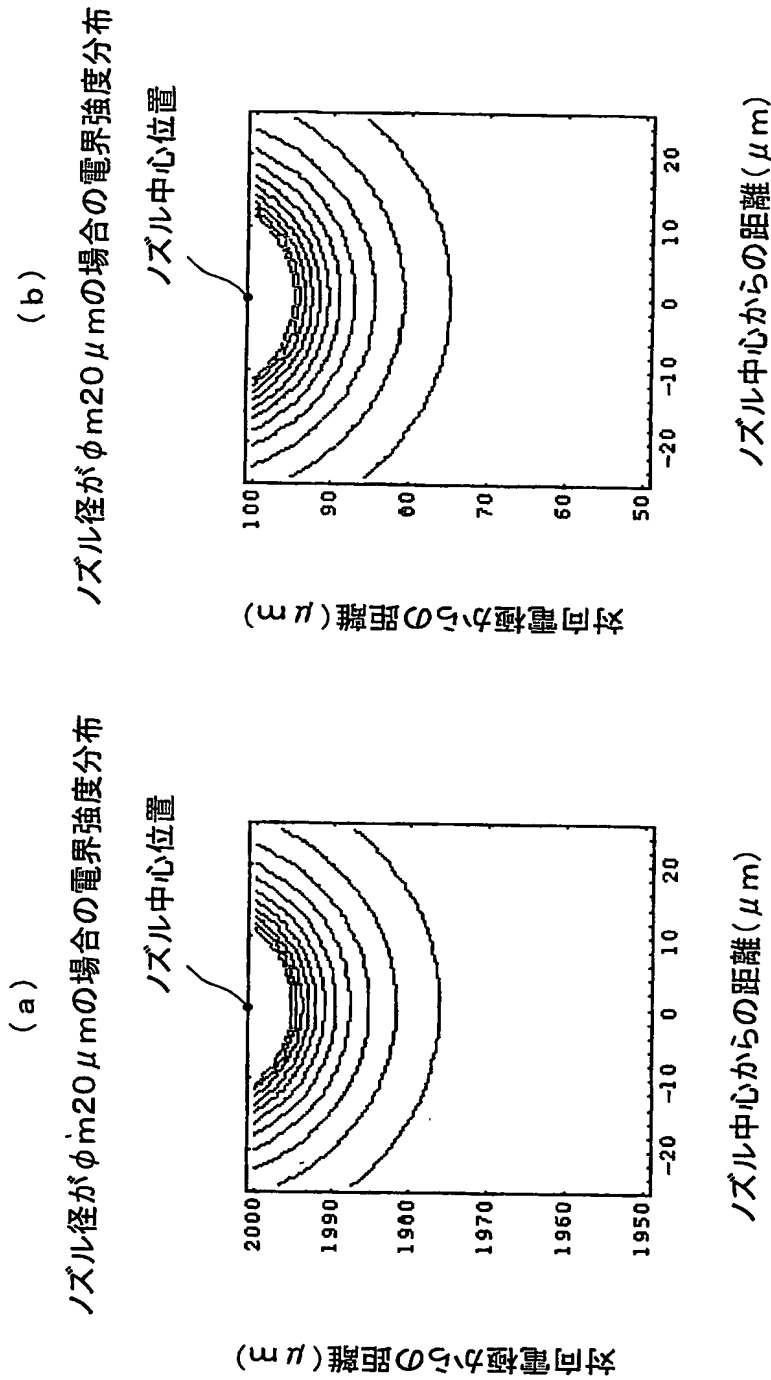 (a)
ノズル径がφm20μmの場合の電界強度分布
ノズル中心位置
対向電極からの距離(μm)
2000
1990
1980
1970
1960
1950
-20
-10
0
10
20
ノズル中心からの距離(μm)
(b)
ノズル径がφm20μmの場合の電界強度分布
ノズル中心位置
対向電極からの距離(μm)
100
90
80
70
60
50
-20
-10
0
10
20
ノズル中心からの距離(μm)